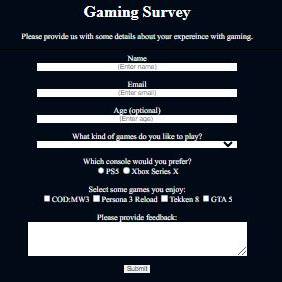 Gaming Survey
Please provide us with some details about your expereince with gaming.
Name
(Enter name)
Email
(Enter email)
Age (optional)
(Enter age)
What kind of games do you like to play?
Which console would you prefer?
PS5 Xbox Series X
Select some games you enjoy:
COD:MW3 Persona 3 Reload Tekken 8 GTA 5
Please provide feedback:
Submit